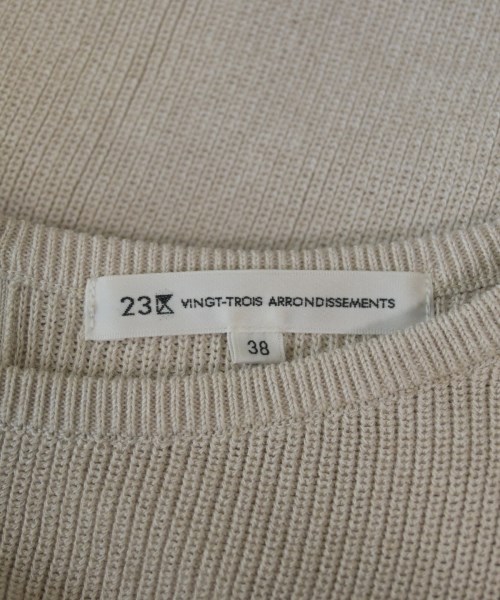 23区 VINGT-TROIS ARRONDISSEMENTS
38